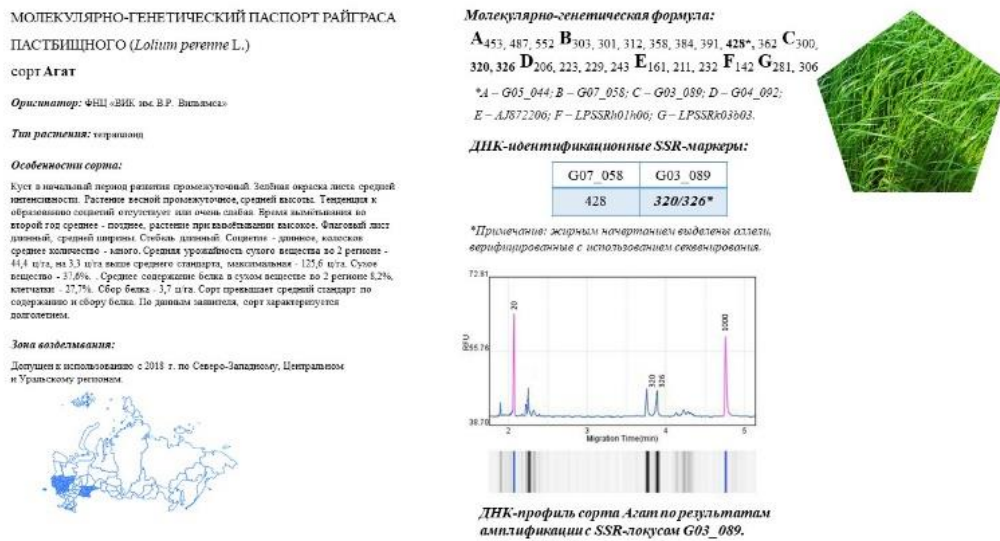 МОЛЕКУЛЯРНО-ГЕНЕТИЧЕСКИЙ ПАСПОРТ РАЙГРАСА
ПАСТБИЩНОГО (Lolium perenne L.)
сорт Агат
Оригинатор: ФНЦ «ВИК им. В.Р. Вильямса»
Тип растения: тетраплоид
Особенности сорта:
Куст в начальный период развития промежуточный. Зелёная окраска листа средней
интенсивности. Растение весной промежуточное, средней высоты. Тенденция к
образованию соцветий отсутствует или очень слабая. Время вымётывания во
второй год среднее - позднее, растение при вымётывании высокое. Флаговый лист
длинный, средней ширины. Стебель длинный. Соцветие - длинное, колосков
среднее количество - много. Средняя урожайность сухого вещества во 2 регионе -
44,4 ц/га, на 3,3 ц/га выше среднего стандарта, максимальная - 125,6 ц/га. Сухое
вещество - 37,6%. . Среднее содержание белка в сухом веществе во 2 регионе 8,2%,
клетчатки - 27,7%. Сбор белка - 3,7 ц/га. Сорт превышает средний стандарт по
содержанию и сбору белка. По данным заявителя, сорт характеризуется
долголетием.
Зона возделывания:
Допущен к использованию с 2018 г. по Северо-Западному, Центральном
и Уральскому регионам.
Молекулярно-генетическая формула:
A453, 487, 552 B303, 301, 312, 358, 384, 391, 428*, 362 C300,
320, 326 D206, 223, 229, 243 E161, 211, 232 F142 G281, 306
*A – G05_044; B – G07_058; C – G03_089; D – G04_092;
E – AJ872206; F – LPSSRh01h06; G – LPSSRk03b03.
ДНК-идентификационные SSR-маркеры:
G07_058 G03_089
428 320/326*
*Примечание: жирным начертанием выделены аллели,
верифицированные с использованием секвенирования.
72.81
20
1000
RFU
55.76
320
326
38.70
2 3 4 5
Migration Time(min)
ДНК-профиль сорта Агат по результатам
амплификации с SSR-локусом G03_089.